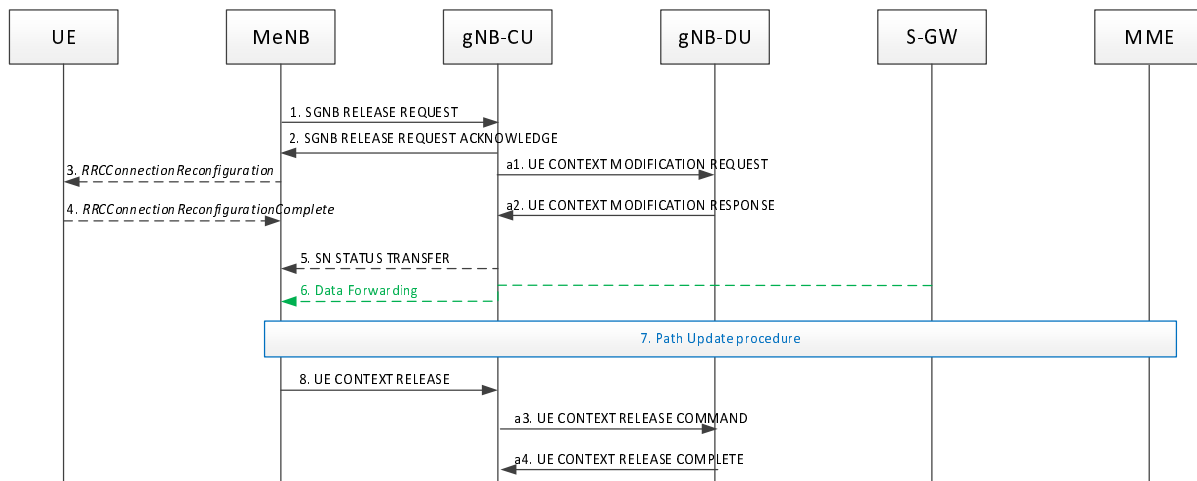 UE
MeNB
gNB-CU
gNB-DU
S-GW
MME
1. SGNB RELEASE REQUEST
2. SGNB RELEASE REQUEST ACKNOWLEDGE
a1. UE CONTEXT MODIFICATION REQUEST
3. RRCConnectionReconfiguration
a2. UE CONTEXT MODIFICATION RESPONSE
4. RRCConnectionReconfigurationComplete
5. SN STATUS TRANSFER
6. Data Forwarding
7. Path Update procedure
8. UE CONTEXT RELEASE
a3. UE CONTEXT RELEASE COMMAND
a4. UE CONTEXT RELEASE COMPLETE